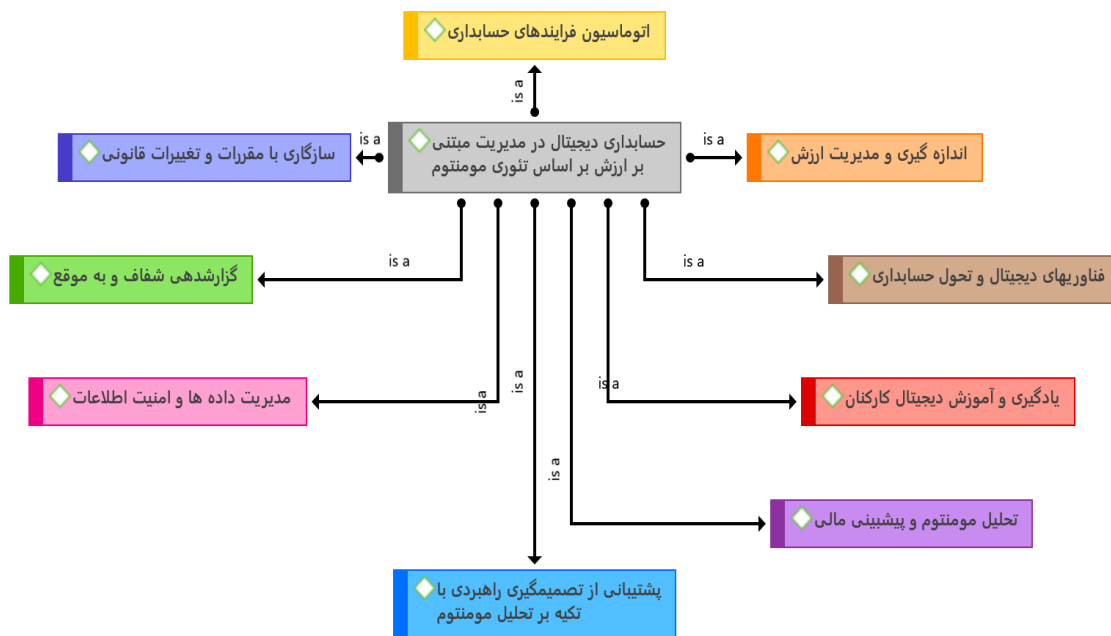 اتوماسیون فرایندهای حسابداری
is a
سازگاری با مقررات و تغییرات قانونی
is a
حسابداری دیجیتال در مدیریت مبتنی
بر ارزش بر اساس تئوری مومنتوم
is a
اندازه گیری و مدیریت ارزش
گزارشدهی شفاف و به موقع
is a
is a
فناوریهای دیجیتال و تحول حسابداری
مدیریت داده ها و امنیت اطلاعات
is a
is a
is a
یادگیری و آموزش دیجیتال کارکنان
is a
تحلیل مومنتوم و پیشبینی مالی
پشتیبانی از تصمیمگیری راهبردی با
تکیه بر تحلیل مومنتوم